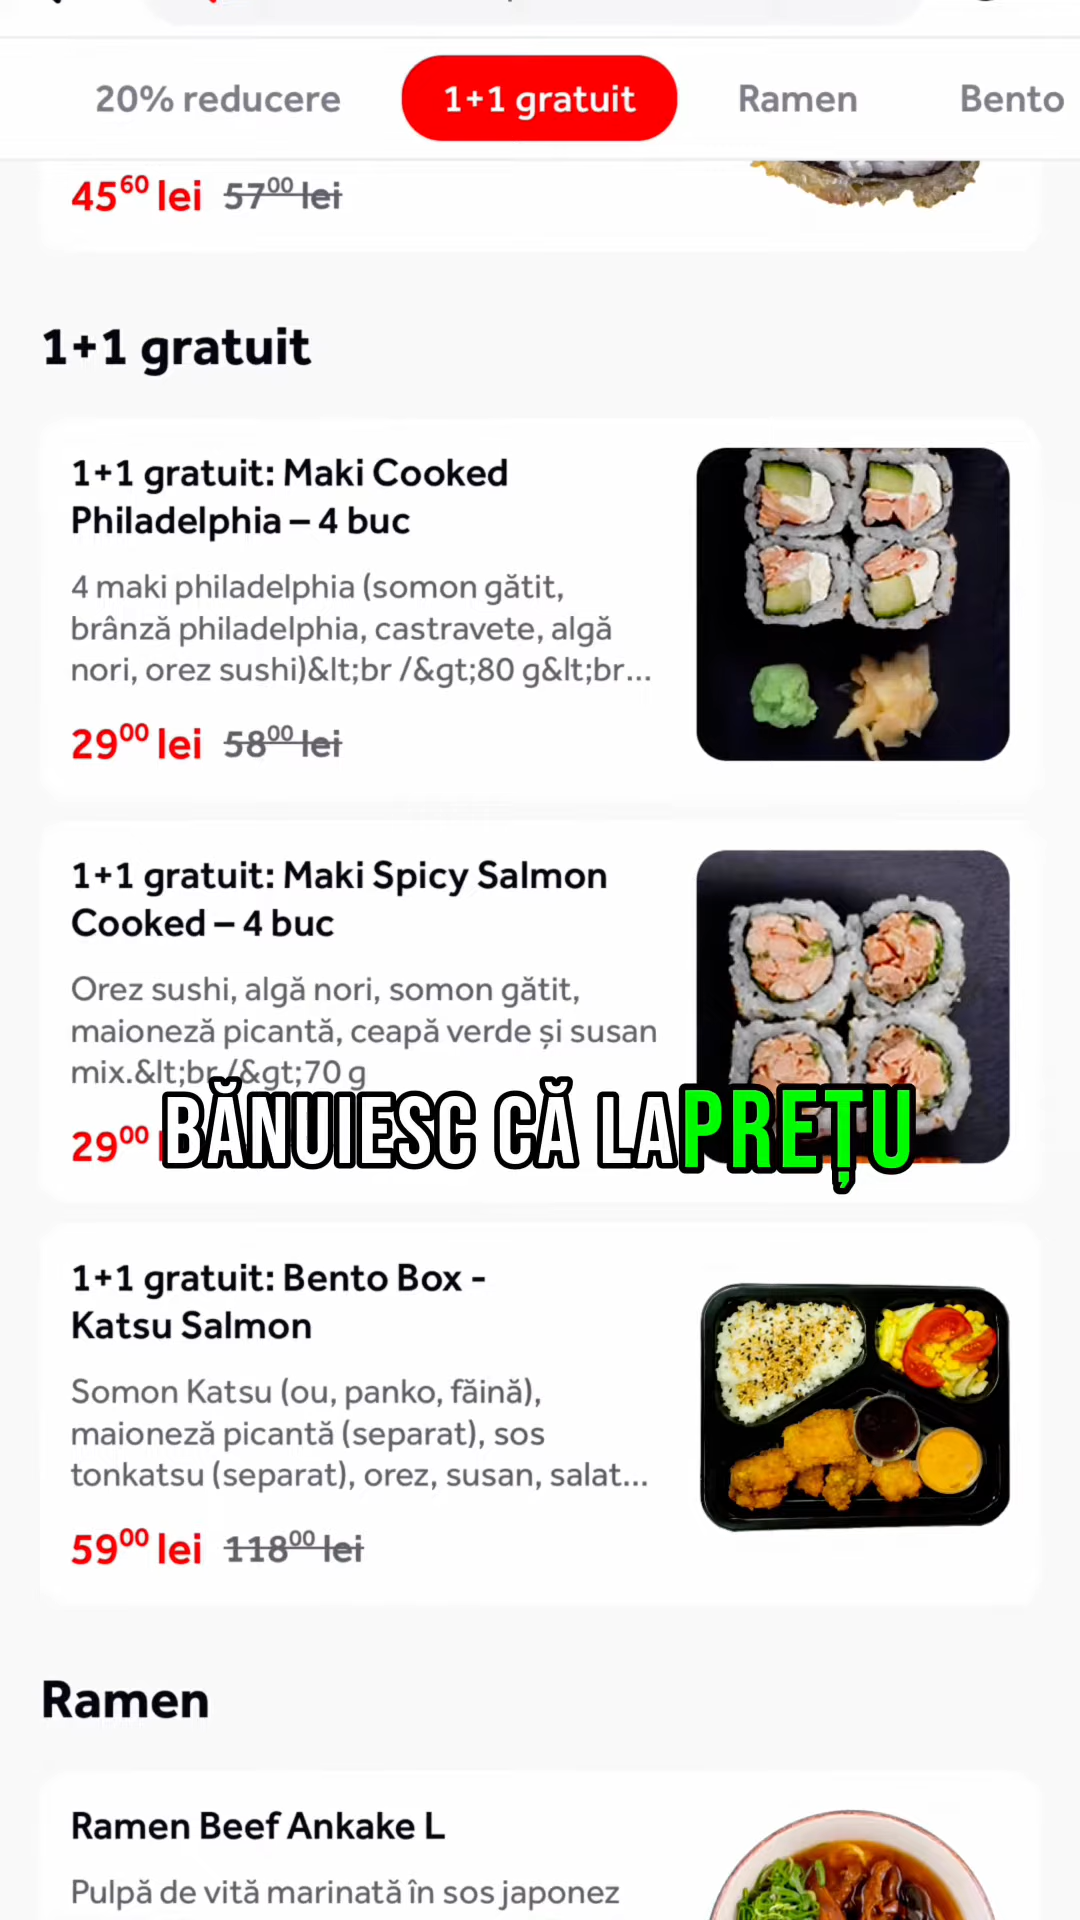 20% reducere
1+1 gratuit
Ramen
Bento
45⁶⁰ lei 57⁰⁰ lei
1+1 gratuit
1+1 gratuit: Maki Cooked
Philadelphia – 4 buc
4 maki philadelphia (somon gătit,
brânză philadelphia, castravete, algă
nori, orez sushi)&lt;br /&gt;80 g&lt;br...
29⁰⁰ lei 58⁰⁰ lei
1+1 gratuit: Maki Spicy Salmon
Cooked – 4 buc
Orez sushi, algă nori, somon gătit,
maioneză picantă, ceapă verde și susan
mix.&lt;br /&gt;70 g
29⁰⁰
BĂNUIESC CĂ LA PREȚU
1+1 gratuit: Bento Box -
Katsu Salmon
Somon Katsu (ou, panko, făină),
maioneză picantă (separat), sos
tonkatsu (separat), orez, susan, salat...
59⁰⁰ lei 118⁰⁰ lei
Ramen
Ramen Beef Ankake L
Pulpă de vită marinată în sos japonez